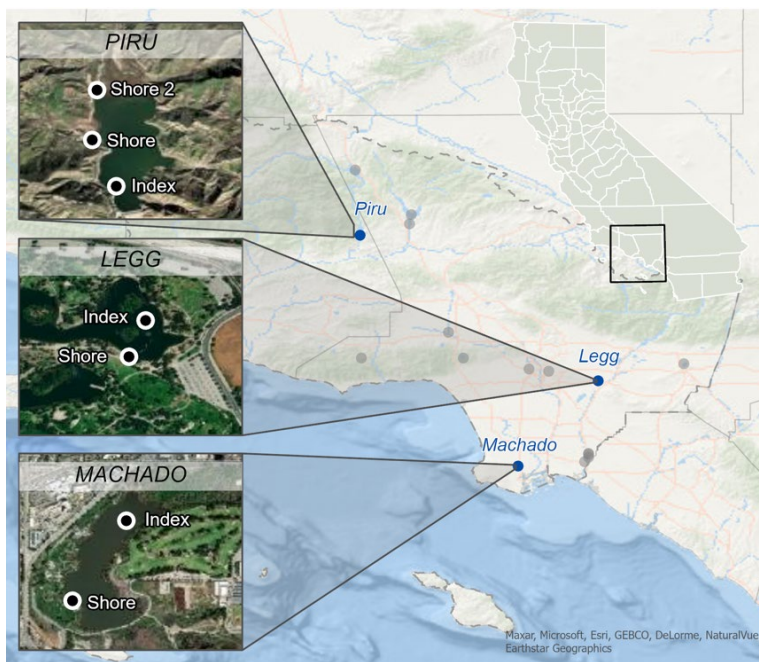 PIRU
Shore 2
Shore
Index
Piru
LEGG
Index
Shore
Legg
Machado
MACHADO
Index
Shore
Maxar, Microsoft, Esri, GEBCO, DeLorme, NaturalVue
Earthstar Geographics